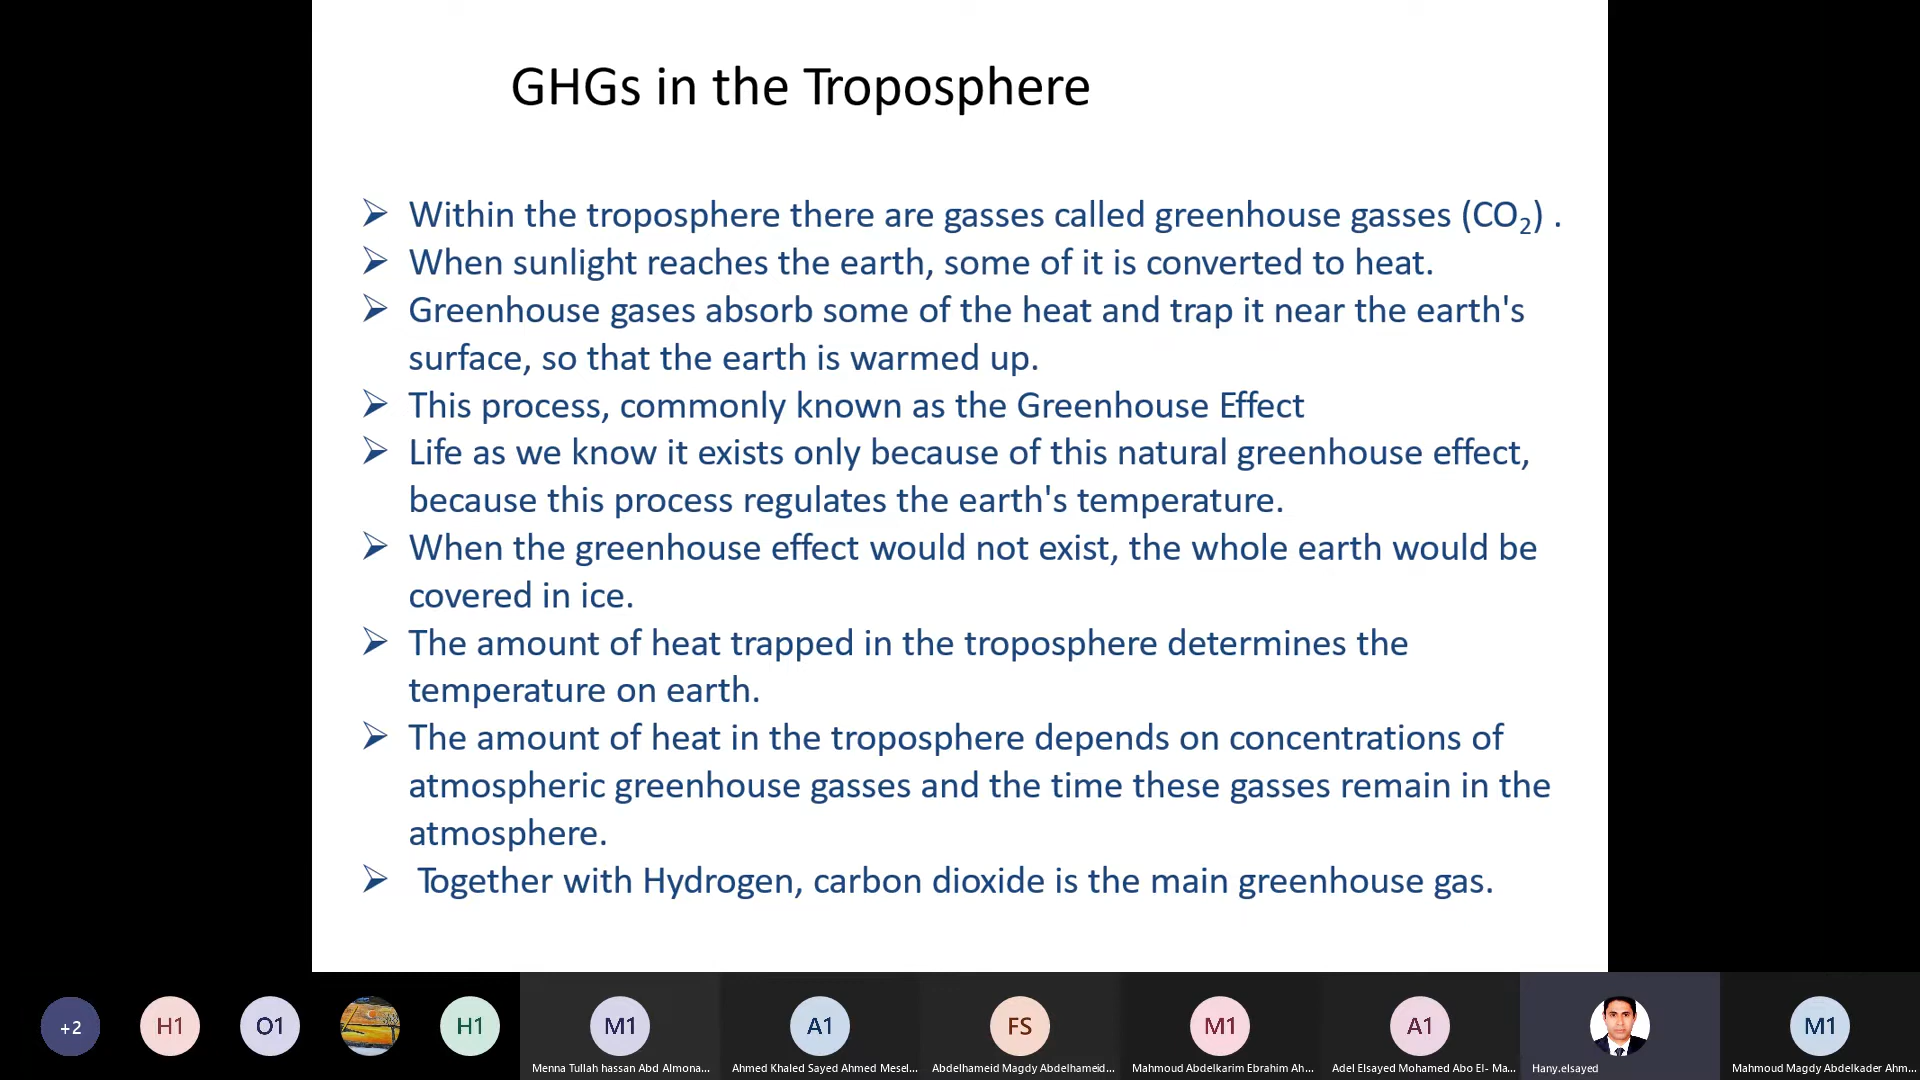 GHGs in the Troposphere
➢ Within the troposphere there are gasses called greenhouse gasses (CO₂) .
➢ When sunlight reaches the earth, some of it is converted to heat.
➢ Greenhouse gases absorb some of the heat and trap it near the earth's
surface, so that the earth is warmed up.
➢ This process, commonly known as the Greenhouse Effect
➢ Life as we know it exists only because of this natural greenhouse effect,
because this process regulates the earth's temperature.
➢ When the greenhouse effect would not exist, the whole earth would be
covered in ice.
➢ The amount of heat trapped in the troposphere determines the
temperature on earth.
➢ The amount of heat in the troposphere depends on concentrations of
atmospheric greenhouse gasses and the time these gasses remain in the
atmosphere.
➢ Together with Hydrogen, carbon dioxide is the main greenhouse gas.
+2 H1 O1 H1 M1 A1 FS M1 A1 M1
Menna Tullah hassan Abd Almona... Ahmed Khaled Sayed Ahmed Mesel... Abdelhameid Magdy Abdelhameid... Mahmoud Abdelkarim Ebrahim Ah... Adel Elsayed Mohamed Abo El- Ma... Hany.elsayed Mahmoud Magdy Abdelkader Ahm...